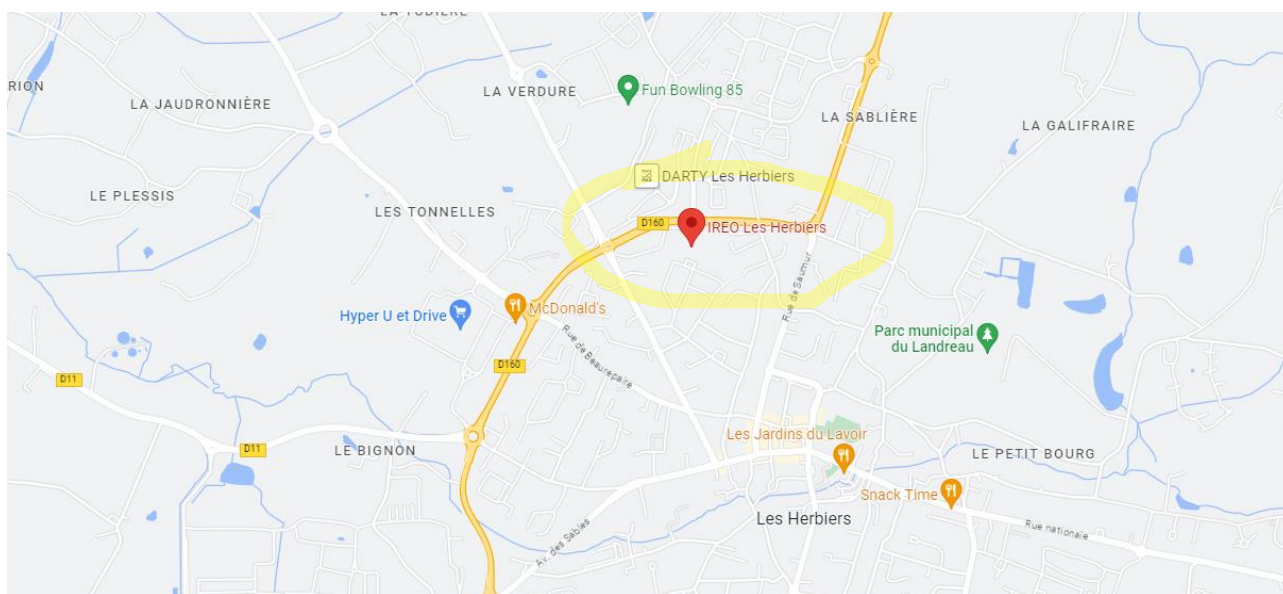 LA TUDIÈRE
RION
LA JAUDRONNIÈRE
LA VERDURE
Fun Bowling 85
LA SABLIÈRE
LA GALIFRAIRE
LE PLESSIS
LES TONNELLES
DARTY Les Herbiers
D160
IREO Les Herbiers
Rue de Saumur
Hyper U et Drive
McDonald's
Rue de Beaurepaire
Parc municipal
du Landreau
D11
D160
D11
LE BIGNON
Les Jardins du Lavoir
LE PETIT BOURG
Snack Time
Les Herbiers
Rue nationale
Av. des Sables